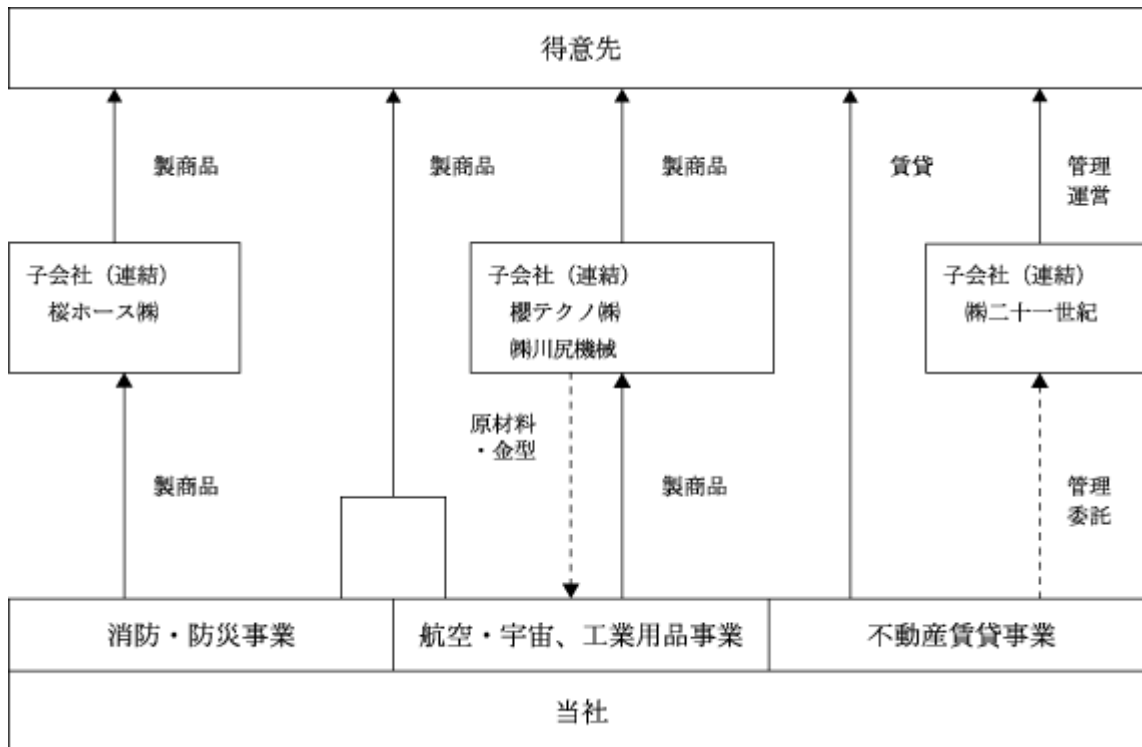 得意先
製商品
製商品
製商品
賃貸
管理
運営
子会社（連結）
桜ホース㈱
子会社（連結）
櫻テクノ㈱
㈱川尻機械
子会社（連結）
㈱二十一世紀
製商品
原材料
・金型
製商品
管理
委託
消防・防災事業
航空・宇宙、工業用品事業
不動産賃貸事業
当社